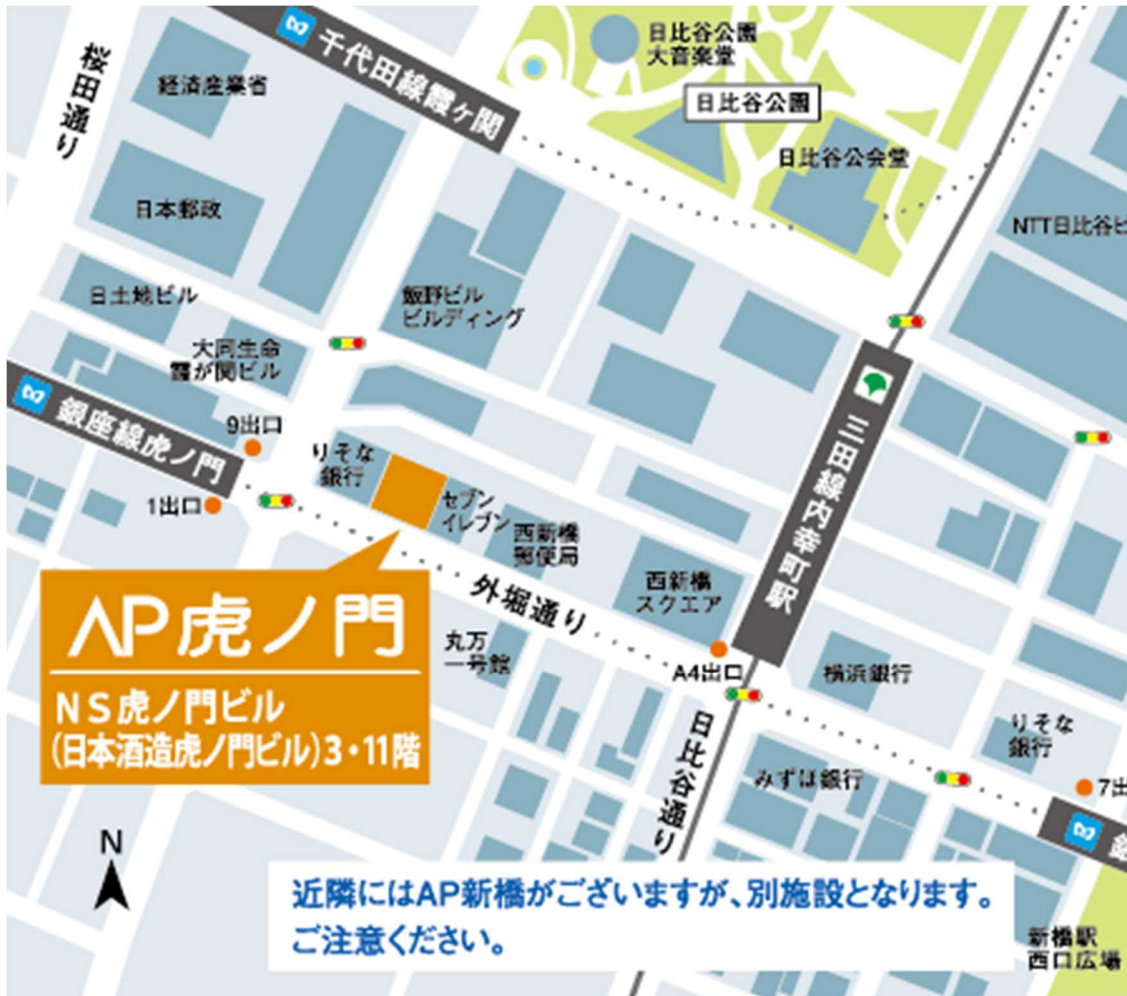 千代田線霞ヶ関
日比谷公園
大音楽堂
日比谷公園
日比谷公会堂
桜田通り
経済産業省
日本郵政
日土地ビル
飯野ビル
ビルディング
大同生命
霞が関ビル
銀座線虎ノ門
9出口
1出口
りそな
銀行
セブン
イレブン
西新橋
郵便局
西新橋
スクエア
外堀通り
三田線内幸町駅
NTT日比谷ビ
AP虎ノ門
NS虎ノ門ビル
(日本酒造虎ノ門ビル)3・11階
丸万
一号館
A4出口
横浜銀行
日比谷通り
みずほ銀行
りそな
銀行
7出
銀
N
近隣にはAP新橋がございますが、別施設となります。
ご注意ください。
新橋駅
西口広場